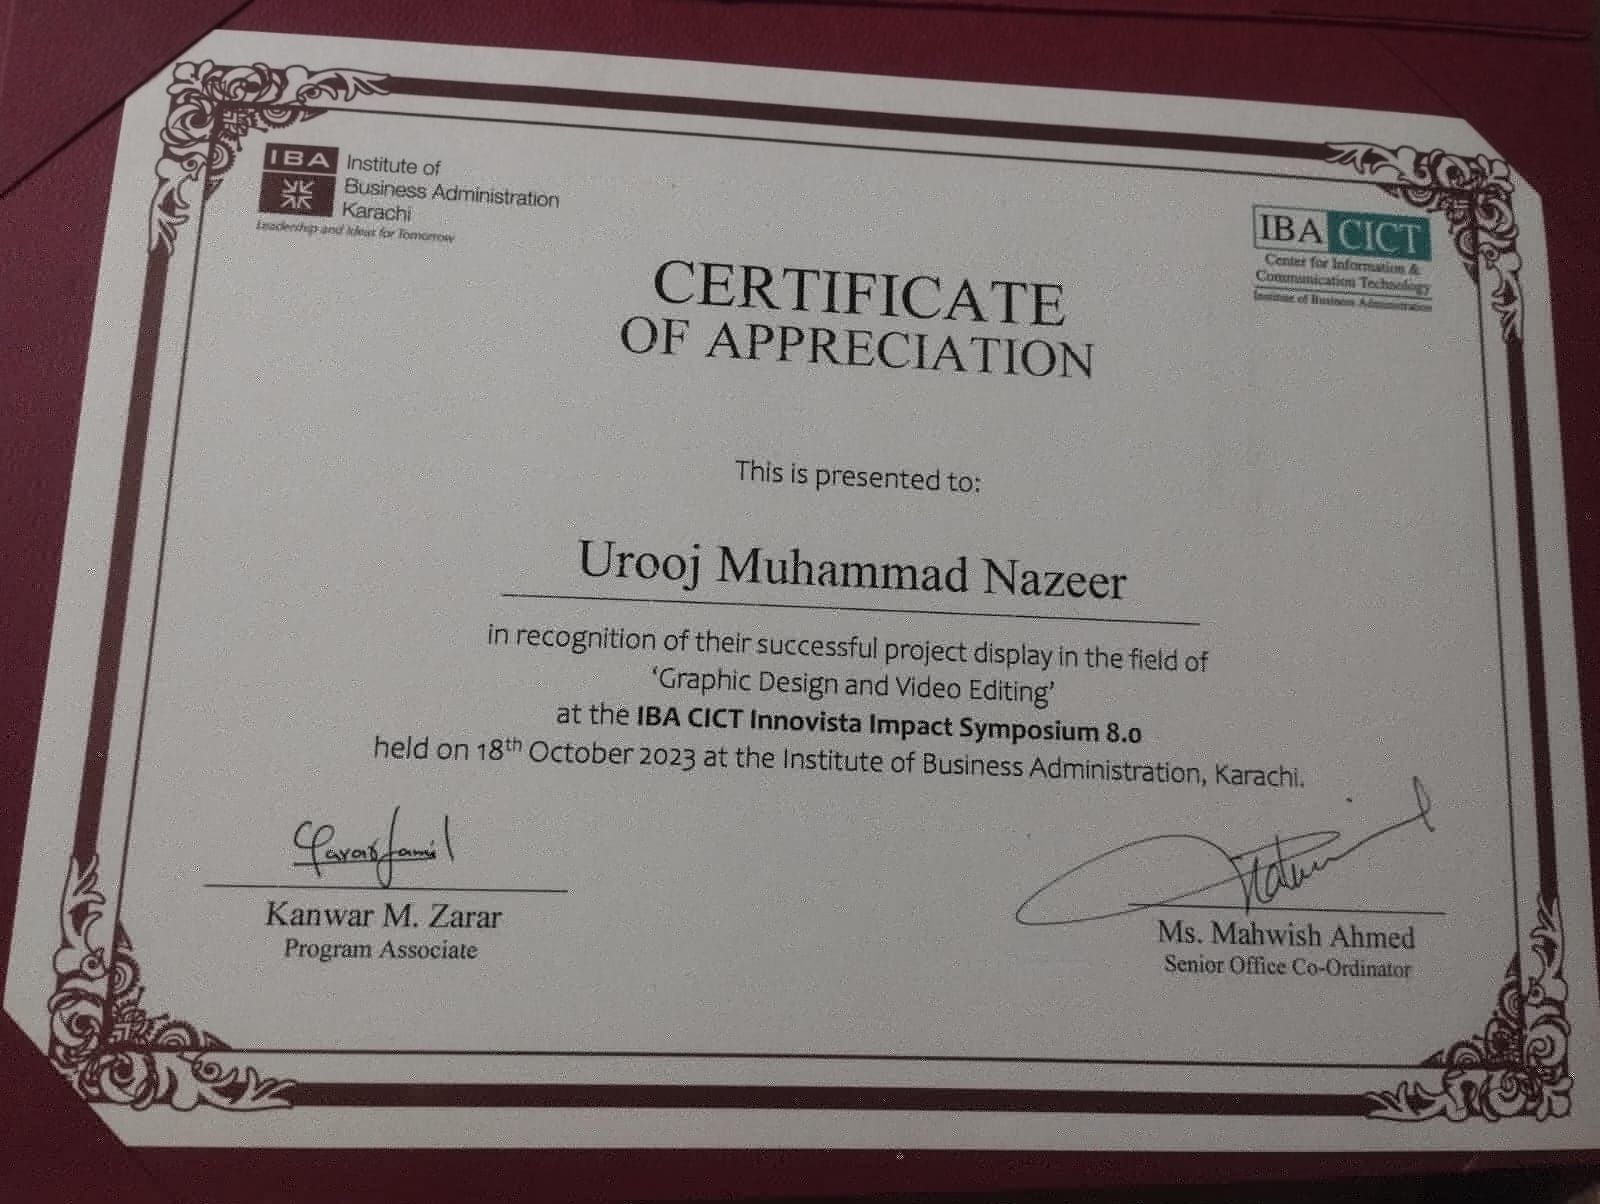 IBA
Institute of
Business Administration
Karachi
Leadership and Ideas for Tomorrow
IBA CICT
Center for Information &
Communication Technology
Institute of Business Administration
CERTIFICATE
OF APPRECIATION
This is presented to:
Urooj Muhammad Nazeer
in recognition of their successful project display in the field of
‘Graphic Design and Video Editing’
at the IBA CICT Innovista Impact Symposium 8.0
held on 18th October 2023 at the Institute of Business Administration, Karachi.
Kanwar M. Zarar
Program Associate
Ms. Mahwish Ahmed
Senior Office Co-Ordinator